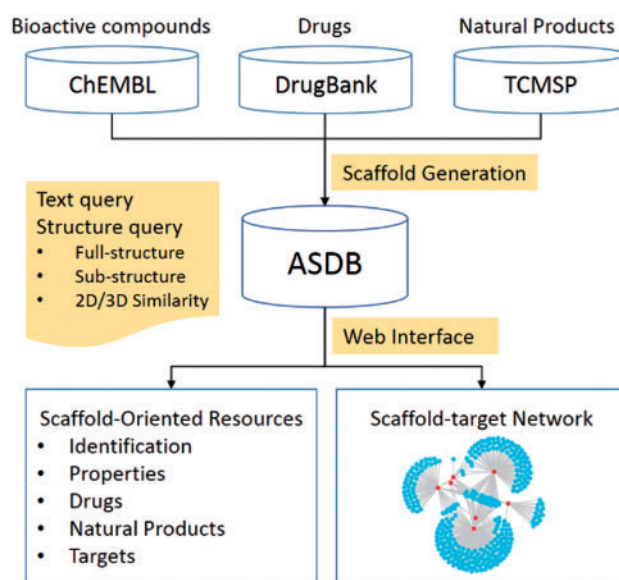 Bioactive compounds
Drugs
Natural Products
ChEMBL
DrugBank
TCMSP
Scaffold Generation
Text query
Structure query
• Full-structure
• Sub-structure
• 2D/3D Similarity
ASDB
Web Interface
Scaffold-Oriented Resources
• Identification
• Properties
• Drugs
• Natural Products
• Targets
Scaffold-target Network